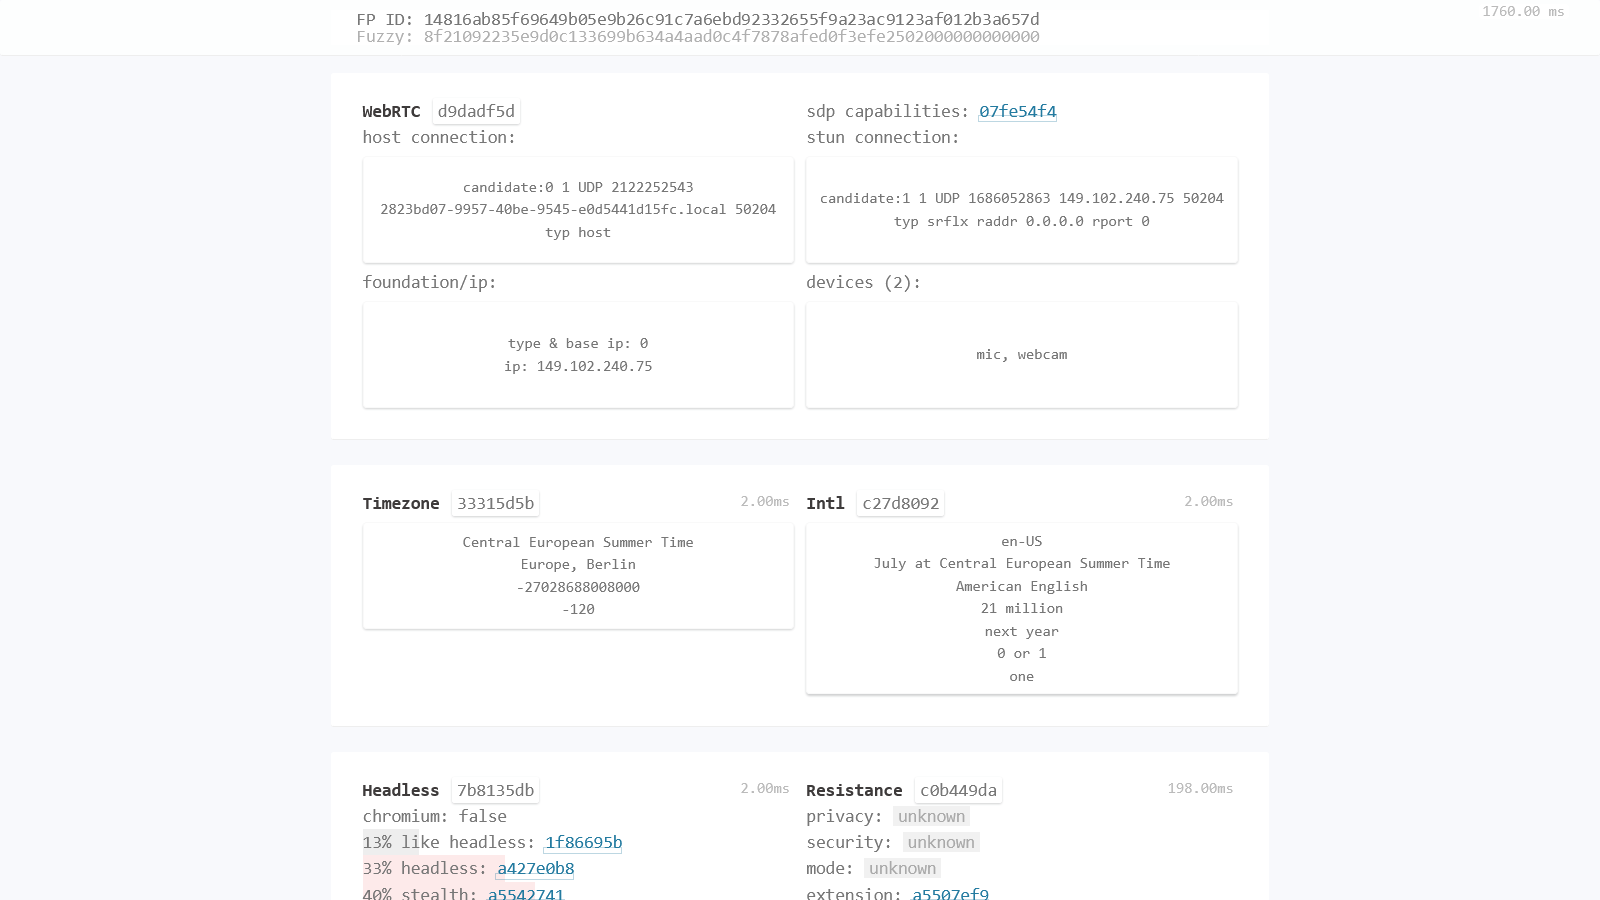 FP ID: 14816ab85f69649b05e9b26c91c7a6ebd92332655f9a23ac9123af012b3a657d
1760.00 ms
Fuzzy: 8f21092235e9d0c133699b634a4aad0c4f7878afed0f3efe2502000000000000
WebRTC d9dadf5d
host connection:
candidate:0 1 UDP 2122252543
2823bd07-9957-40be-9545-e0d5441d15fc.local 50204
typ host
foundation/ip:
type & base ip: 0
ip: 149.102.240.75
sdp capabilities: 07fe54f4
stun connection:
candidate:1 1 UDP 1686052863 149.102.240.75 50204
typ srflx raddr 0.0.0.0 rport 0
devices (2):
mic, webcam
Timezone 33315d5b 2.00ms
Central European Summer Time
Europe, Berlin
-27028688008000
-120
Intl c27d8092 2.00ms
en-US
July at Central European Summer Time
American English
21 million
next year
0 or 1
one
Headless 7b8135db 2.00ms
chromium: false
13% like headless: 1f86695b
33% headless: a427e0b8
40% stealth: a5542741
Resistance c0b449da 198.00ms
privacy: unknown
security: unknown
mode: unknown
extension: a5507ef9